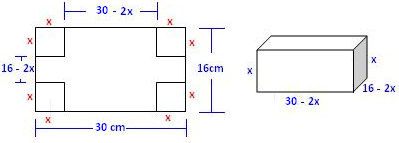 30 - 2x
x x
x x
16 - 2x 16cm
x x
x x
30 cm
x x
30 - 2x 16 - 2x